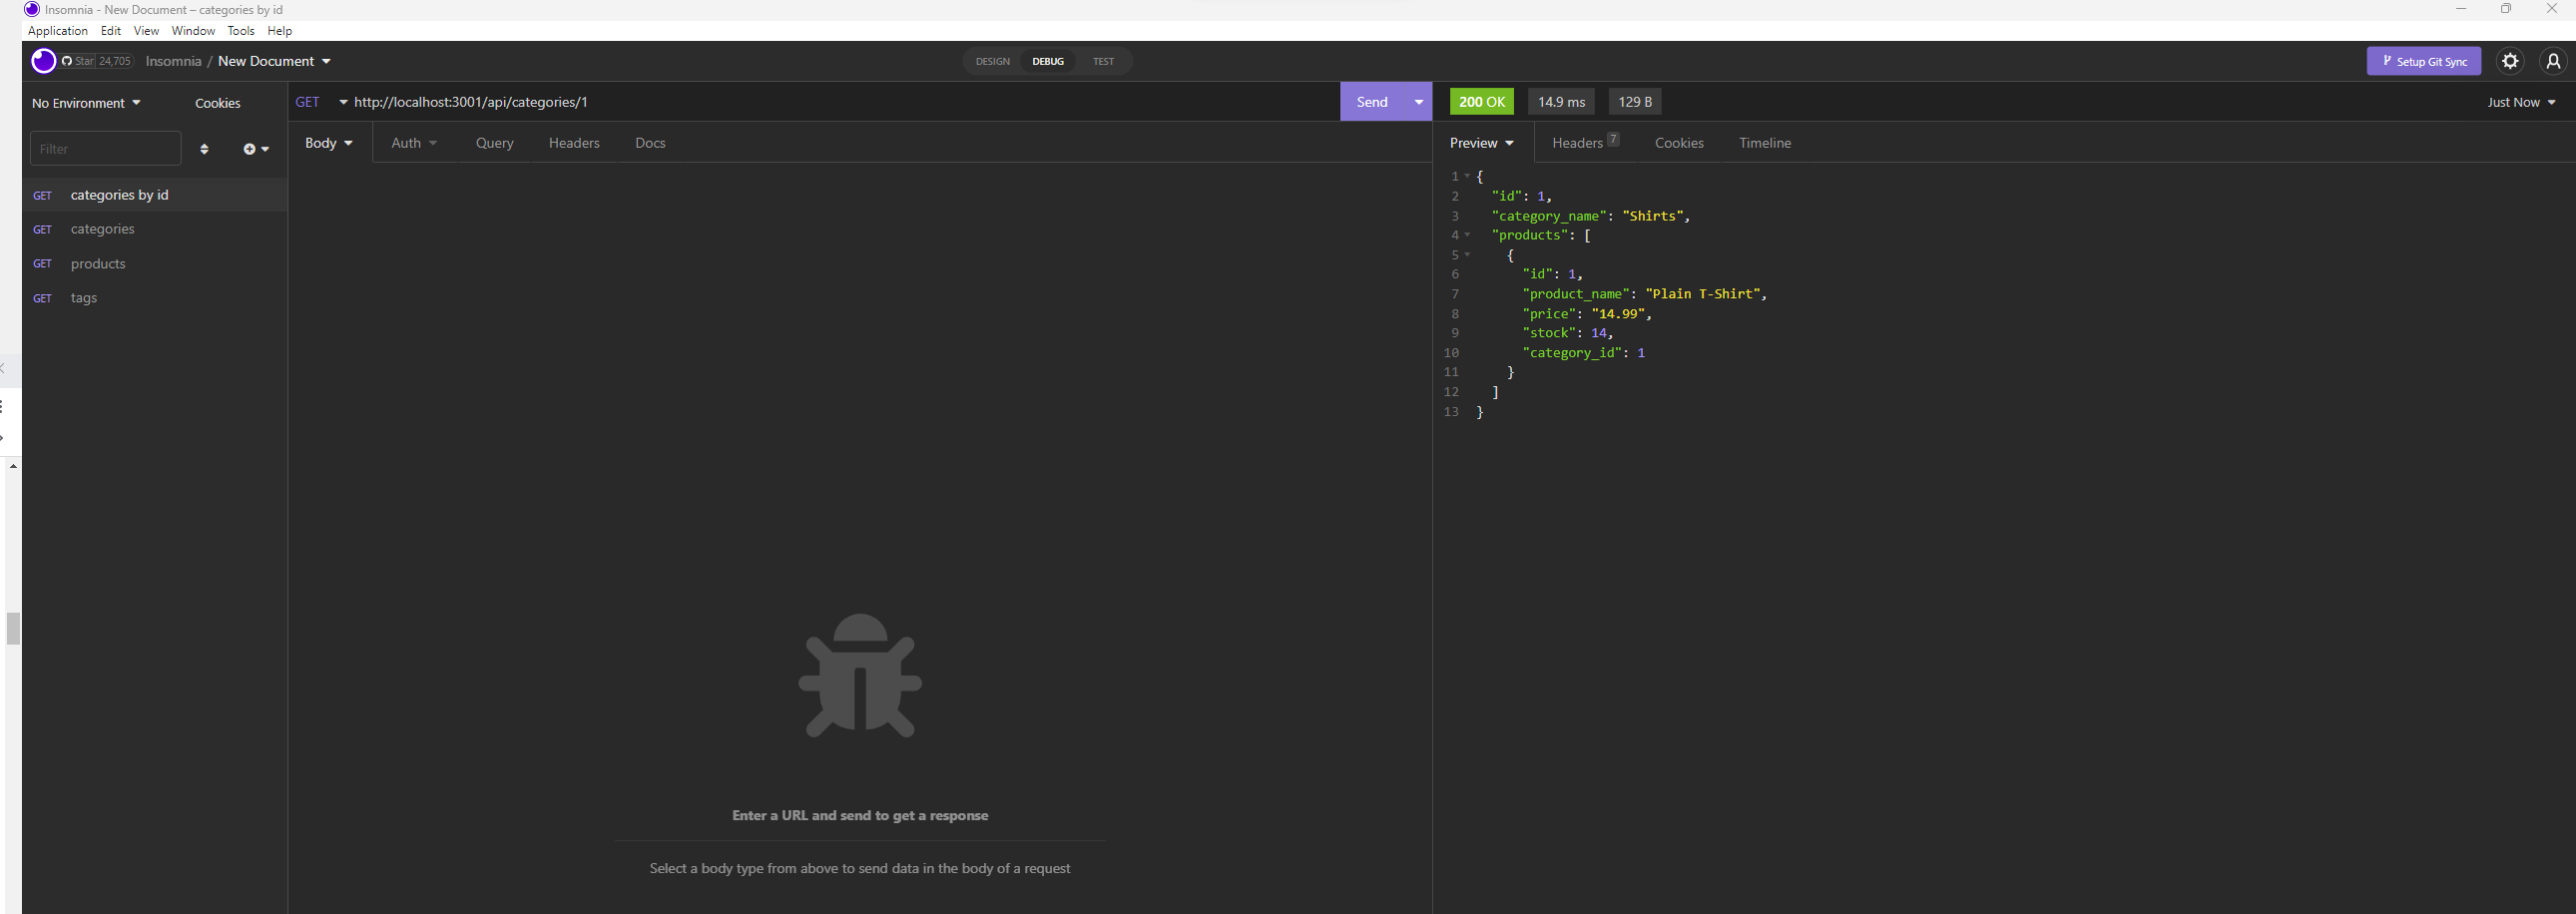 Insomnia - New Document – categories by id
Application Edit View Window Tools Help
Star 24,705 Insomnia / New Document DESIGN DEBUG TEST Setup Git Sync
No Environment Cookies
Filter
GET categories by id
GET categories
GET products
GET tags
GET http://localhost:3001/api/categories/1 Send
Body Auth Query Headers Docs
Enter a URL and send to get a response
Select a body type from above to send data in the body of a request
200 OK 14.9 ms 129 B Just Now
Preview Headers 7 Cookies Timeline
1 {
2 "id": 1,
3 "category_name": "Shirts",
4 "products": [
5 {
6 "id": 1,
7 "product_name": "Plain T-Shirt",
8 "price": "14.99",
9 "stock": 14,
10 "category_id": 1
11 }
12 ]
13 }